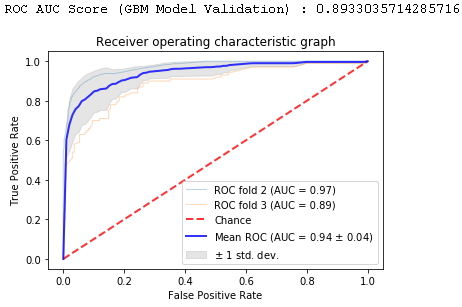 ROC AUC Score (GBM Model Validation) : 0.8933035714285716
Receiver operating characteristic graph
1.0
0.8
0.6
0.4
0.2
0.0
True Positive Rate
ROC fold 2 (AUC = 0.97)
ROC fold 3 (AUC = 0.89)
Chance
Mean ROC (AUC = 0.94 ± 0.04)
± 1 std. dev.
0.0 0.2 0.4 0.6 0.8 1.0
False Positive Rate